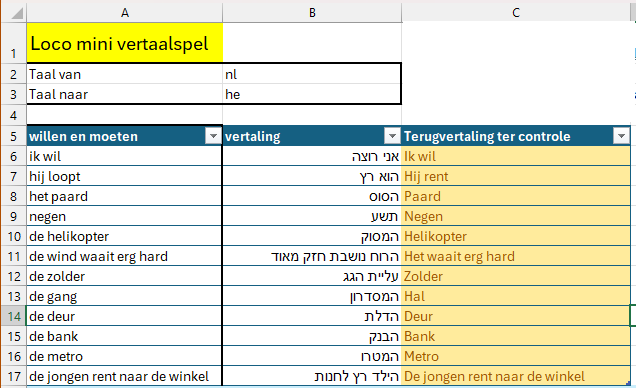 A B C
1 Loco mini vertaalspel
2 Taal van nl
3 Taal naar he
4
5 willen en moeten vertaling Terugvertaling ter controle
6 ik wil אני רוצה Ik wil
7 hij loopt הוא רץ Hij rent
8 het paard הסוס Paard
9 negen תשע Negen
10 de helikopter המסוק Helikopter
11 de wind waait erg hard הרוח נושבת חזק מאוד Het waait erg hard
12 de zolder עליית הגג Zolder
13 de gang המסדרון Hal
14 de deur הדלת Deur
15 de bank הבנק Bank
16 de metro המטרו Metro
17 de jongen rent naar de winkel הילד רץ לחנות De jongen rent naar de winkel